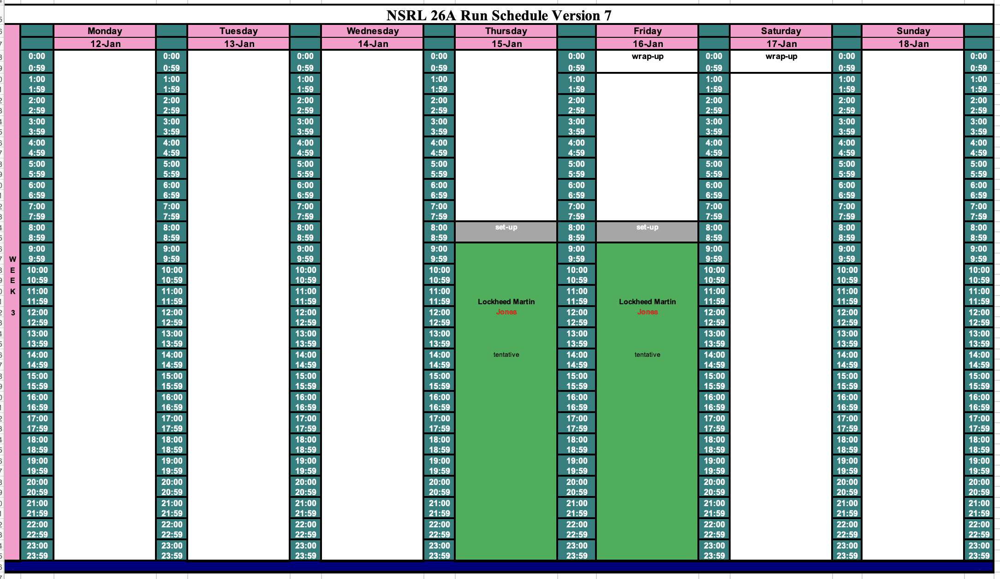 NSRL 26A Run Schedule Version 7
Monday Tuesday Wednesday Thursday Friday Saturday Sunday
12-Jan 13-Jan 14-Jan 15-Jan 16-Jan 17-Jan 18-Jan
0:00 0:00 0:00 0:00 0:00 wrap-up 0:00 wrap-up 0:00 0:00
0:59 0:59 0:59 0:59 0:59 0:59 0:59 0:59
1:00 1:00 1:00 1:00 1:00 1:00 1:00 1:00
1:59 1:59 1:59 1:59 1:59 1:59 1:59 1:59
2:00 2:00 2:00 2:00 2:00 2:00 2:00 2:00
2:59 2:59 2:59 2:59 2:59 2:59 2:59 2:59
3:00 3:00 3:00 3:00 3:00 3:00 3:00 3:00
3:59 3:59 3:59 3:59 3:59 3:59 3:59 3:59
4:00 4:00 4:00 4:00 4:00 4:00 4:00 4:00
4:59 4:59 4:59 4:59 4:59 4:59 4:59 4:59
5:00 5:00 5:00 5:00 5:00 5:00 5:00 5:00
5:59 5:59 5:59 5:59 5:59 5:59 5:59 5:59
6:00 6:00 6:00 6:00 6:00 6:00 6:00 6:00
6:59 6:59 6:59 6:59 6:59 6:59 6:59 6:59
7:00 7:00 7:00 7:00 7:00 7:00 7:00 7:00
7:59 7:59 7:59 7:59 7:59 7:59 7:59 7:59
8:00 8:00 8:00 8:00 set-up 8:00 set-up 8:00 8:00 8:00
8:59 8:59 8:59 8:59 8:59 8:59 8:59 8:59
9:00 9:00 9:00 9:00 9:00 9:00 9:00 9:00
W 9:59 9:59 9:59 9:59 9:59 9:59 9:59 9:59
E 10:00 10:00 10:00 10:00 10:00 10:00 10:00 10:00
E 10:59 10:59 10:59 10:59 10:59 10:59 10:59 10:59
K 11:00 11:00 11:00 11:00 11:00 11:00 11:00 11:00
11:59 11:59 11:59 11:59 Lockheed Martin 11:59 Lockheed Martin 11:59 11:59 11:59
3 12:00 12:00 12:00 12:00 Jones 12:00 Jones 12:00 12:00 12:00
12:59 12:59 12:59 12:59 12:59 12:59 12:59 12:59
13:00 13:00 13:00 13:00 13:00 13:00 13:00 13:00
13:59 13:59 13:59 13:59 13:59 13:59 13:59 13:59
14:00 14:00 14:00 14:00 tentative 14:00 tentative 14:00 14:00 14:00
14:59 14:59 14:59 14:59 14:59 14:59 14:59 14:59
15:00 15:00 15:00 15:00 15:00 15:00 15:00 15:00
15:59 15:59 15:59 15:59 15:59 15:59 15:59 15:59
16:00 16:00 16:00 16:00 16:00 16:00 16:00 16:00
16:59 16:59 16:59 16:59 16:59 16:59 16:59 16:59
17:00 17:00 17:00 17:00 17:00 17:00 17:00 17:00
17:59 17:59 17:59 17:59 17:59 17:59 17:59 17:59
18:00 18:00 18:00 18:00 18:00 18:00 18:00 18:00
18:59 18:59 18:59 18:59 18:59 18:59 18:59 18:59
19:00 19:00 19:00 19:00 19:00 19:00 19:00 19:00
19:59 19:59 19:59 19:59 19:59 19:59 19:59 19:59
20:00 20:00 20:00 20:00 20:00 20:00 20:00 20:00
20:59 20:59 20:59 20:59 20:59 20:59 20:59 20:59
21:00 21:00 21:00 21:00 21:00 21:00 21:00 21:00
21:59 21:59 21:59 21:59 21:59 21:59 21:59 21:59
22:00 22:00 22:00 22:00 22:00 22:00 22:00 22:00
22:59 22:59 22:59 22:59 22:59 22:59 22:59 22:59
23:00 23:00 23:00 23:00 23:00 23:00 23:00 23:00
23:59 23:59 23:59 23:59 23:59 23:59 23:59 23:59